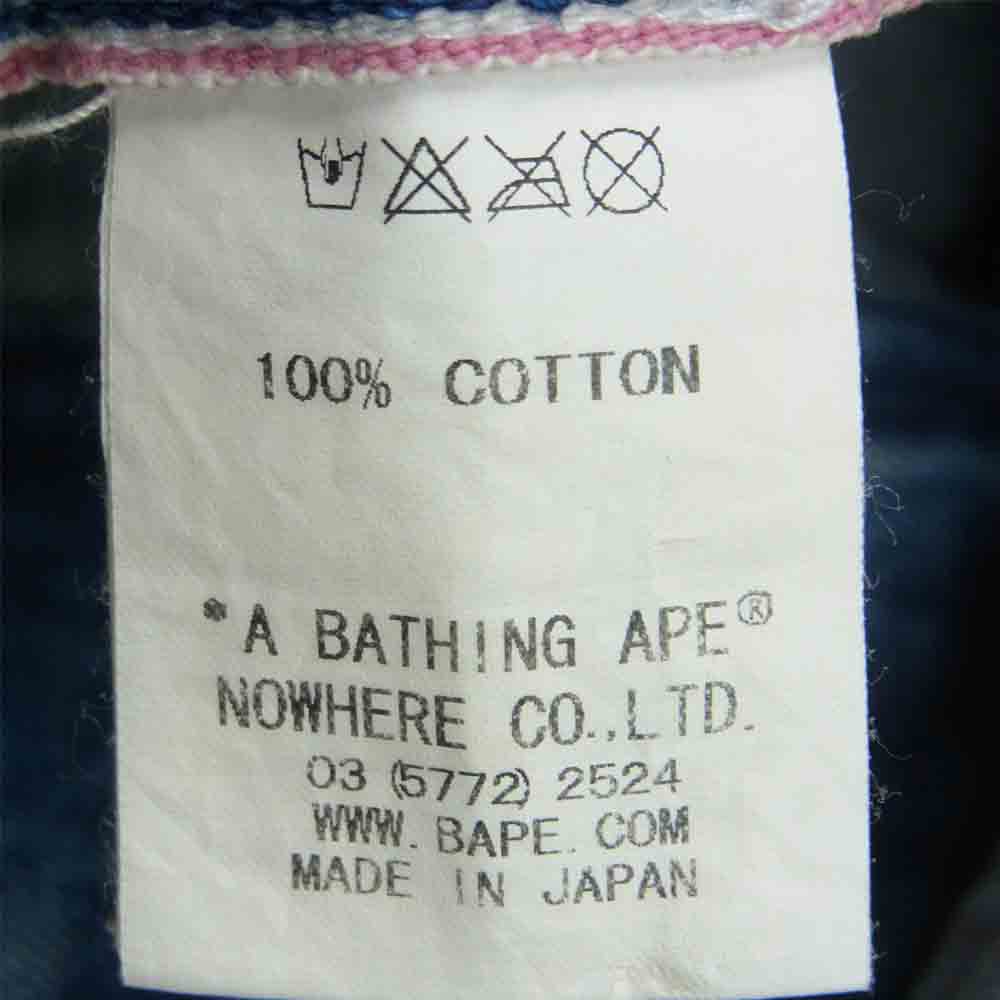 100% COTTON
"A BATHING APE®
NOWHERE CO.,LTD.
03 (5772) 2524
WWW.BAPE.COM
MADE IN JAPAN